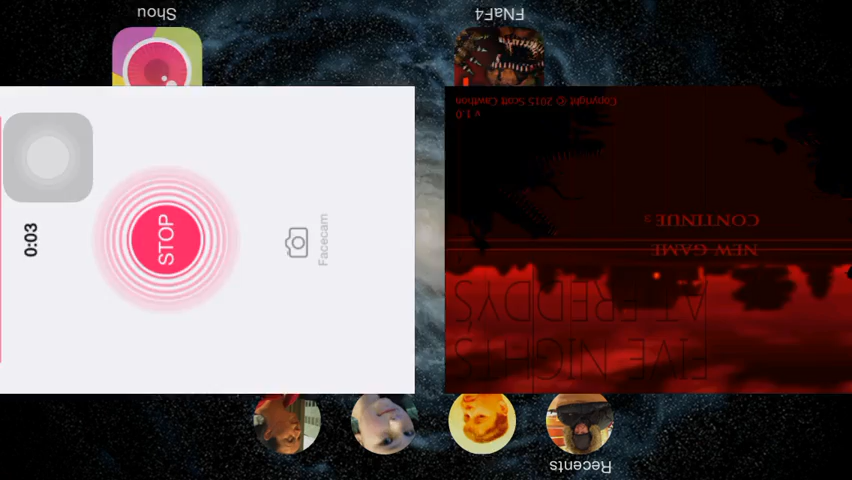 Recents
FIVE NIGHTS
AT FREDDY'S
NEW GAME
CONTINUE 3
v 1.0
Copyright © 2015 Scott Cawthon
FNaF4
Shou
0:03
STOP
Facecam